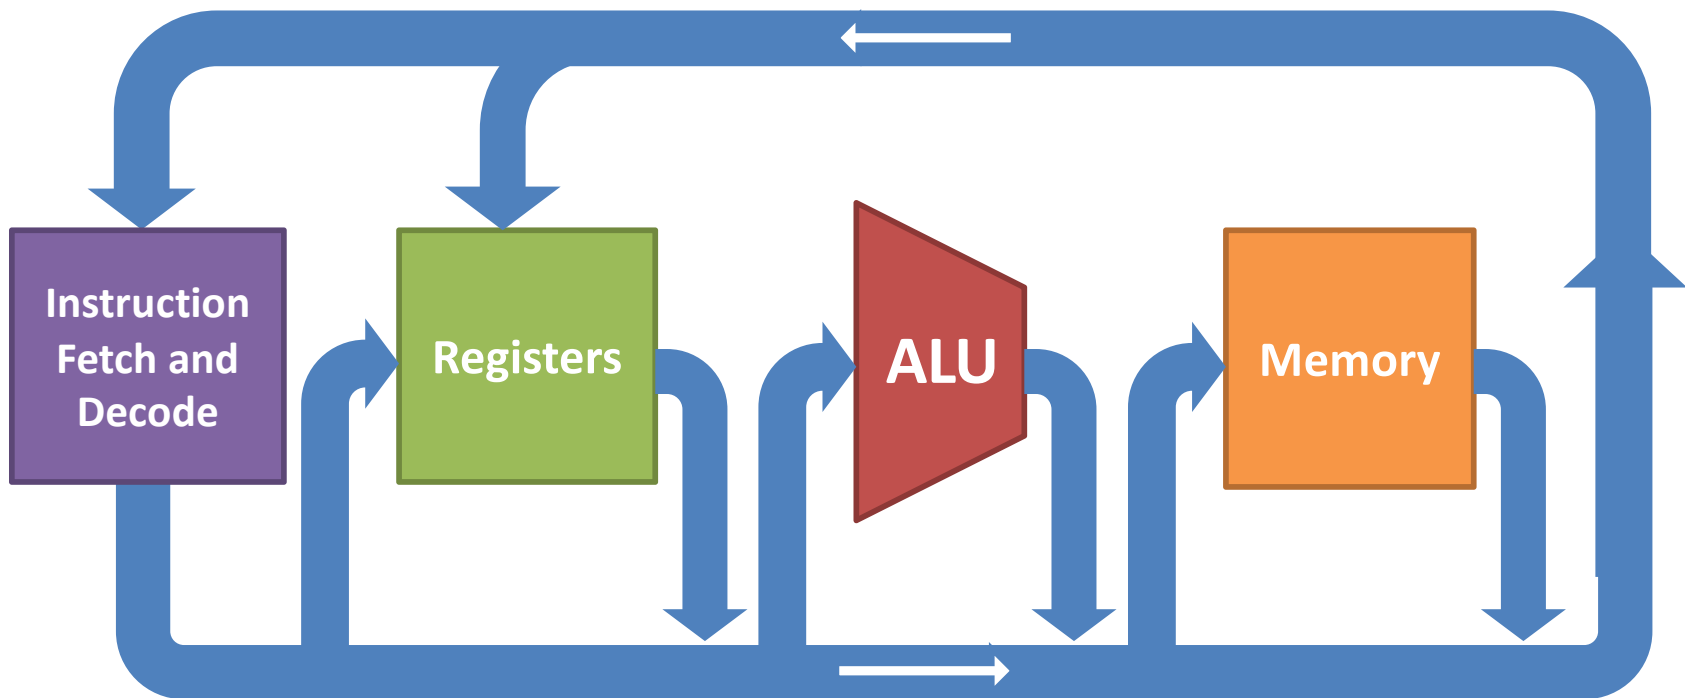 Instruction
Fetch and
Decode
Registers
ALU
Memory